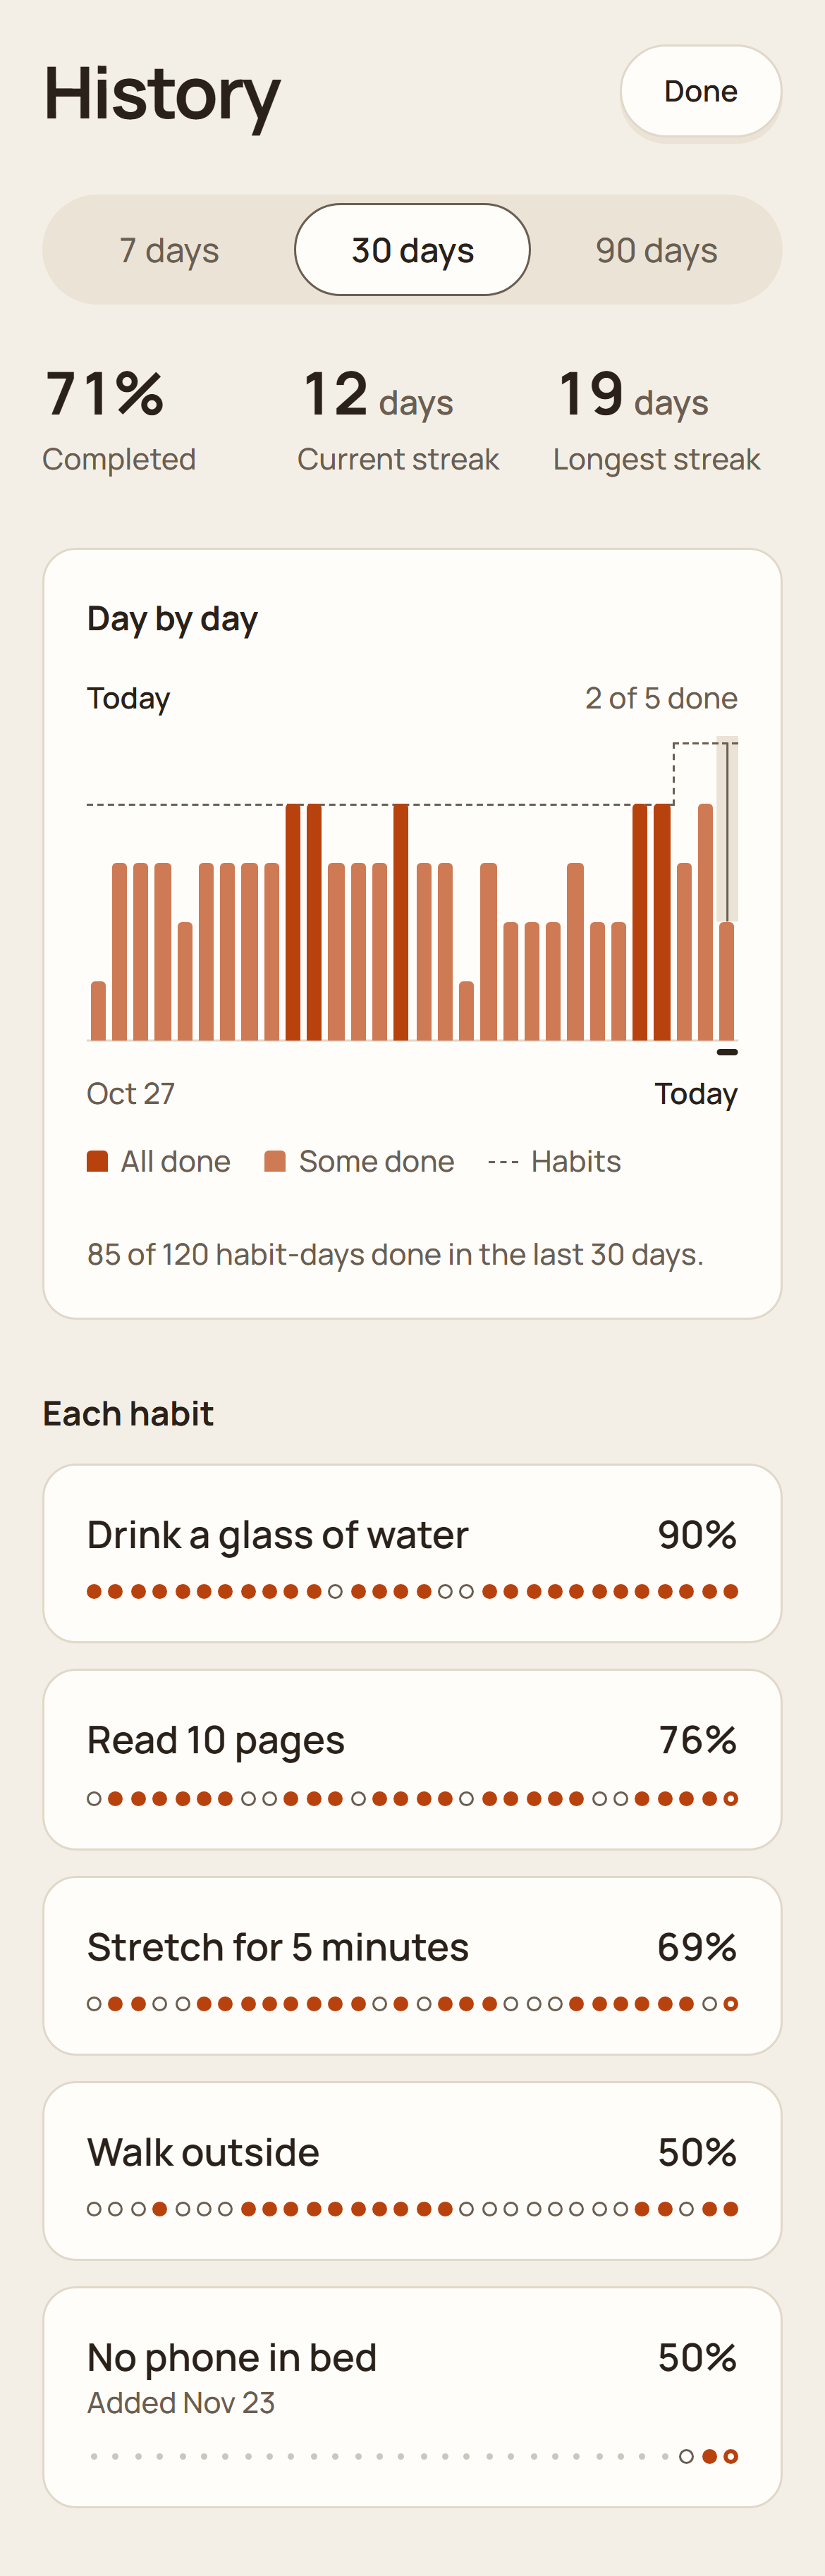 History
Done
7 days
30 days
90 days
71%
12 days
19 days
Completed
Current streak
Longest streak
Day by day
Today
2 of 5 done
Oct 27
Today
All done
Some done
Habits
85 of 120 habit-days done in the last 30 days.
Each habit
Drink a glass of water
90%
Read 10 pages
76%
Stretch for 5 minutes
69%
Walk outside
50%
No phone in bed
50%
Added Nov 23